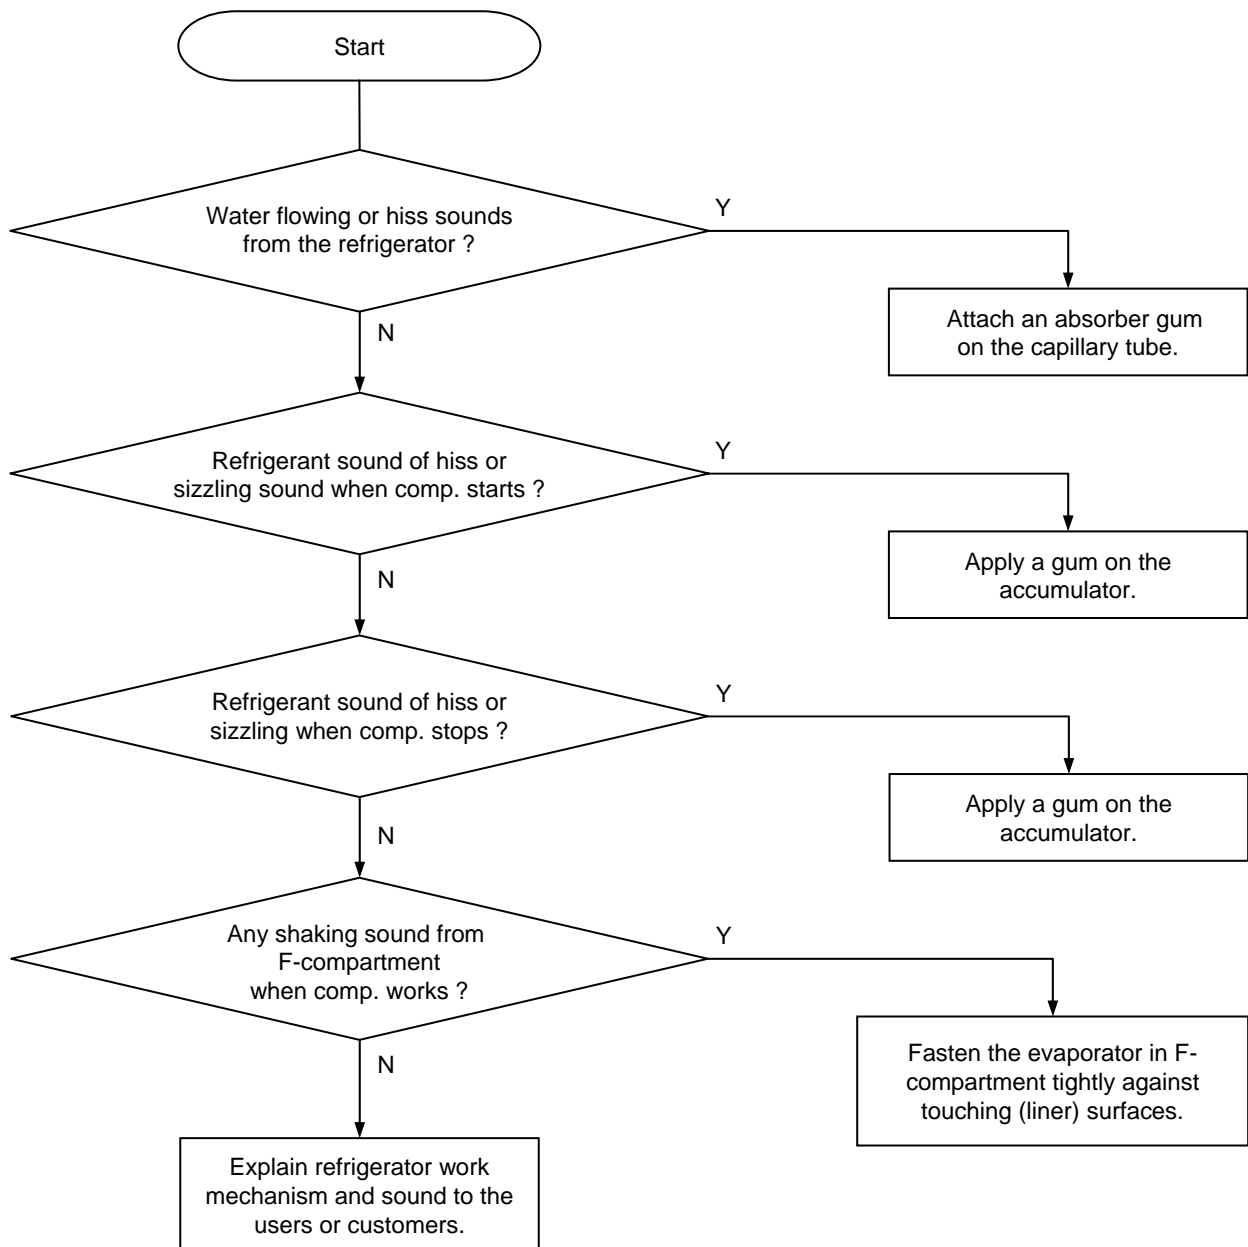 Start
Water flowing or hiss sounds
from the refrigerator ?
Y
Attach an absorber gum
on the capillary tube.
N
Refrigerant sound of hiss or
sizzling sound when comp. starts ?
Y
Apply a gum on the
accumulator.
N
Refrigerant sound of hiss or
sizzling when comp. stops ?
Y
Apply a gum on the
accumulator.
N
Any shaking sound from
F-compartment
when comp. works ?
Y
Fasten the evaporator in F-
compartment tightly against
touching (liner) surfaces.
N
Explain refrigerator work
mechanism and sound to the
users or customers.